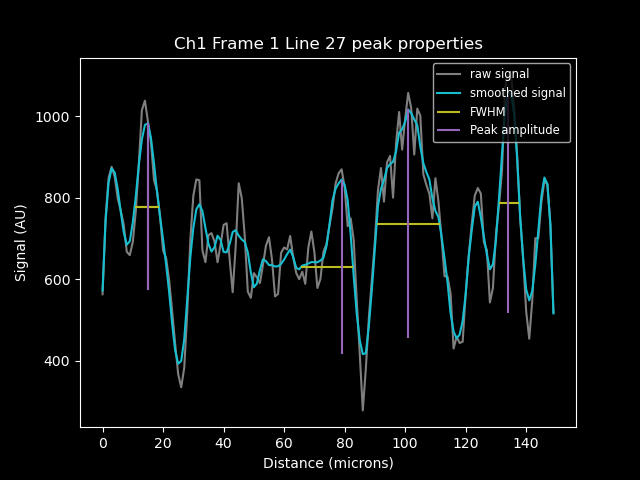 Ch1 Frame 1 Line 27 peak properties
raw signal
smoothed signal
FWHM
Peak amplitude
1000
800
600
400
Signal (AU)
0 20 40 60 80 100 120 140
Distance (microns)